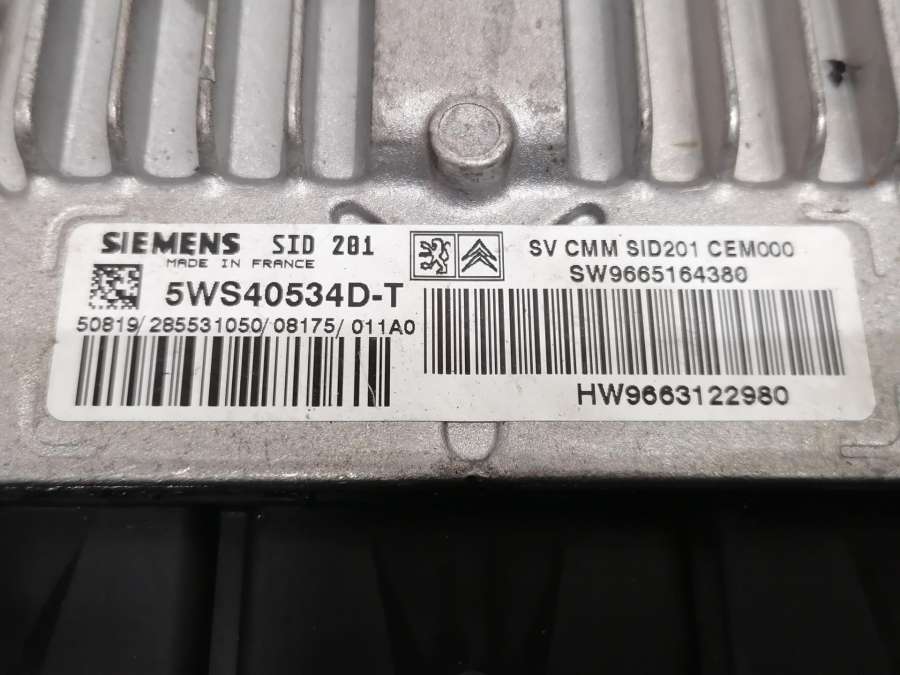 SIEMENS SID 201
MADE IN FRANCE
5WS40534D-T
50819/285531050/08175/011A0
SV CMM SID201 CEM000
SW9665164380
HW9663122980